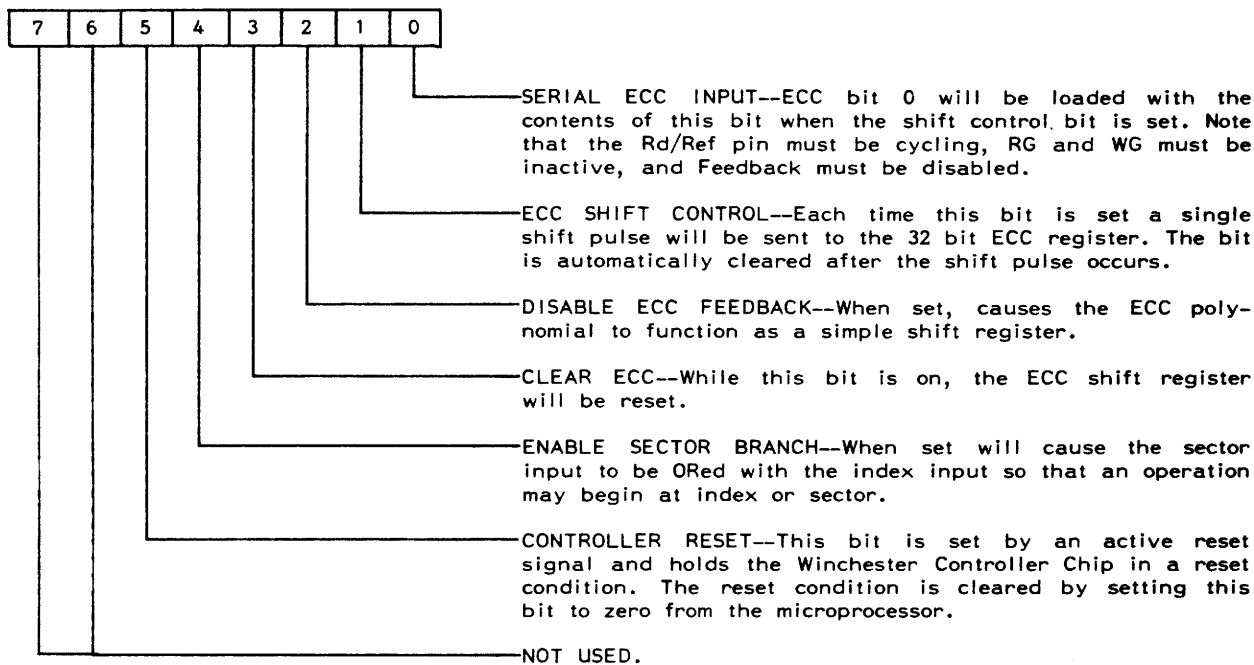 7 6 5 4 3 2 1 0
SERIAL ECC INPUT--ECC bit 0 will be loaded with the
contents of this bit when the shift control bit is set. Note
that the Rd/Ref pin must be cycling, RG and WG must be
inactive, and Feedback must be disabled.
ECC SHIFT CONTROL--Each time this bit is set a single
shift pulse will be sent to the 32 bit ECC register. The bit
is automatically cleared after the shift pulse occurs.
DISABLE ECC FEEDBACK--When set, causes the ECC poly-
nomial to function as a simple shift register.
CLEAR ECC--While this bit is on, the ECC shift register
will be reset.
ENABLE SECTOR BRANCH--When set will cause the sector
input to be ORed with the index input so that an operation
may begin at index or sector.
CONTROLLER RESET--This bit is set by an active reset
signal and holds the Winchester Controller Chip in a reset
condition. The reset condition is cleared by setting this
bit to zero from the microprocessor.
NOT USED.